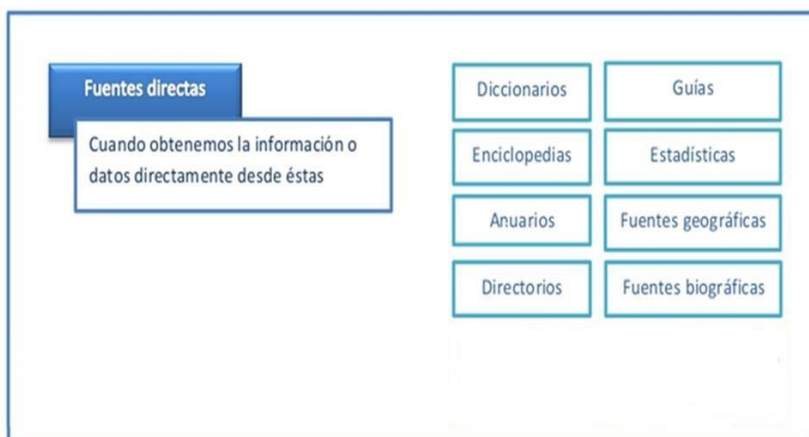 Fuentes directas
Cuando obtenemos la información o
datos directamente desde éstas
Diccionarios
Guías
Enciclopedias
Estadísticas
Anuarios
Fuentes geográficas
Directorios
Fuentes biográficas